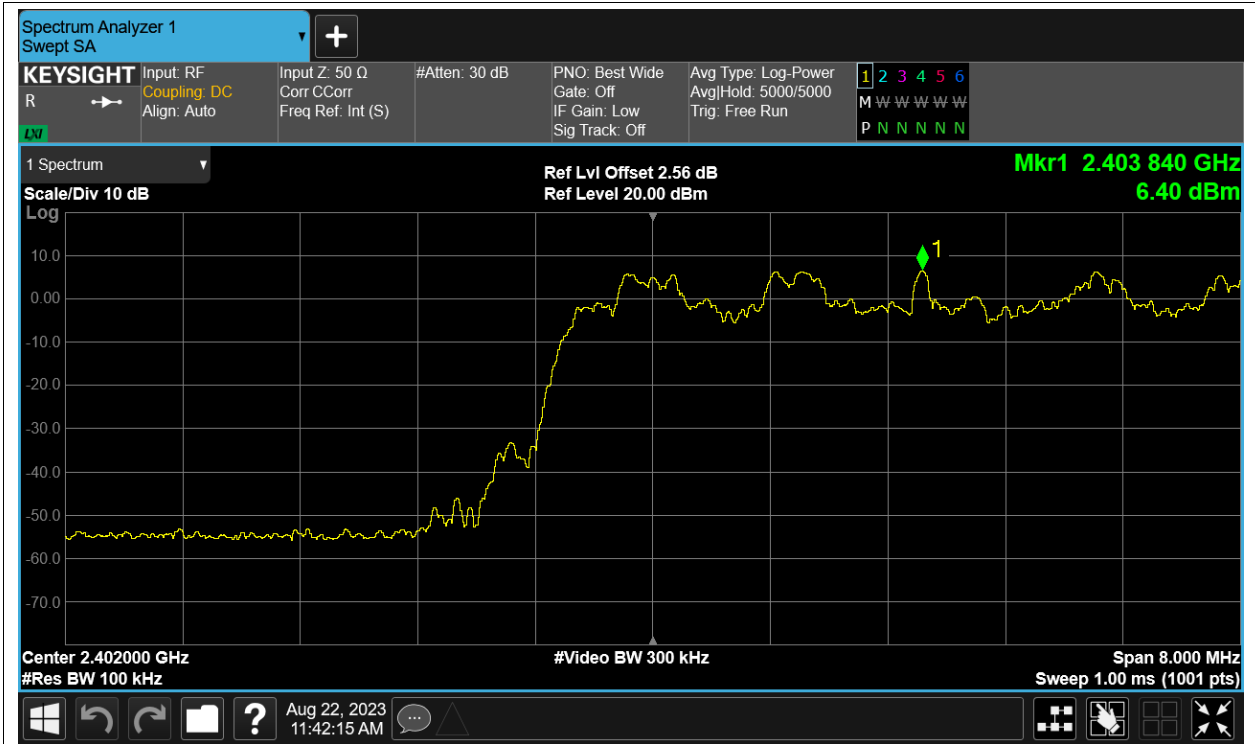 Spectrum Analyzer 1
Swept SA
KEYSIGHT
R
LXI
Input: RF
Coupling: DC
Align: Auto
Input Z: 50 Ω
Corr CCorr
Freq Ref: Int (S)
#Atten: 30 dB
PNO: Best Wide
Gate: Off
IF Gain: Low
Sig Track: Off
Avg Type: Log-Power
Avg|Hold: 5000/5000
Trig: Free Run
1 2 3 4 5 6
M W W W W W
P N N N N N
1 Spectrum
Scale/Div 10 dB
Log
Ref Lvl Offset 2.56 dB
Ref Level 20.00 dBm
Mkr1 2.403 840 GHz
6.40 dBm
1
10.0
0.00
-10.0
-20.0
-30.0
-40.0
-50.0
-60.0
-70.0
Center 2.402000 GHz
#Video BW 300 kHz
Span 8.000 MHz
#Res BW 100 kHz
Sweep 1.00 ms (1001 pts)
?
Aug 22, 2023
11:42:15 AM